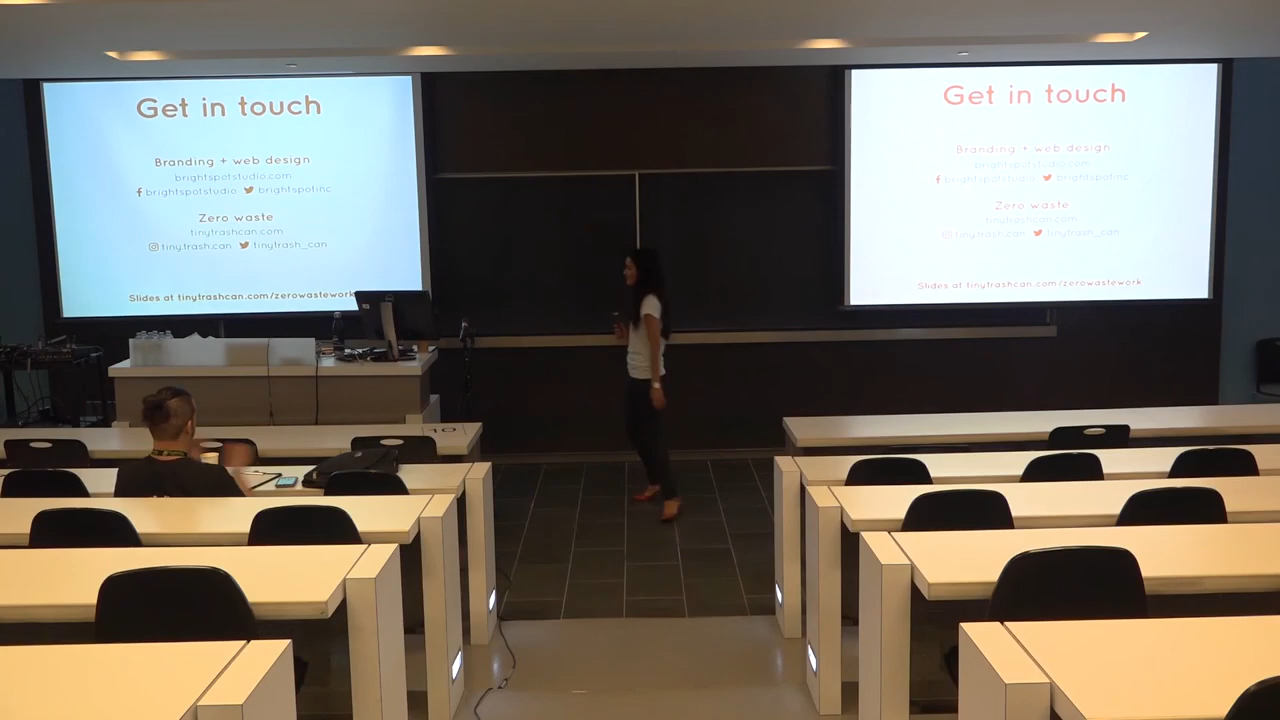 Get in touch
Branding + web design
brightspotstudio.com
brightspotstudio brightspotinc
Zero waste
tinytrashcan.com
tiny.trash.can tinytrash_can
Slides at tinytrashcan.com/zerowastework
Get in touch
Branding + web design
brightspotstudio.com
brightspotstudio brightspotinc
Zero waste
tinytrashcan.com
tiny.trash.can tinytrash_can
Slides at tinytrashcan.com/zerowastework
10